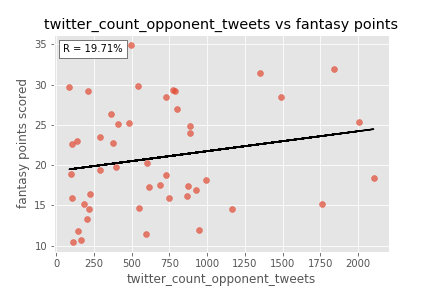 twitter_count_opponent_tweets vs fantasy points
R = 19.71%
35
30
25
20
15
10
fantasy points scored
0 250 500 750 1000 1250 1500 1750 2000
twitter_count_opponent_tweets